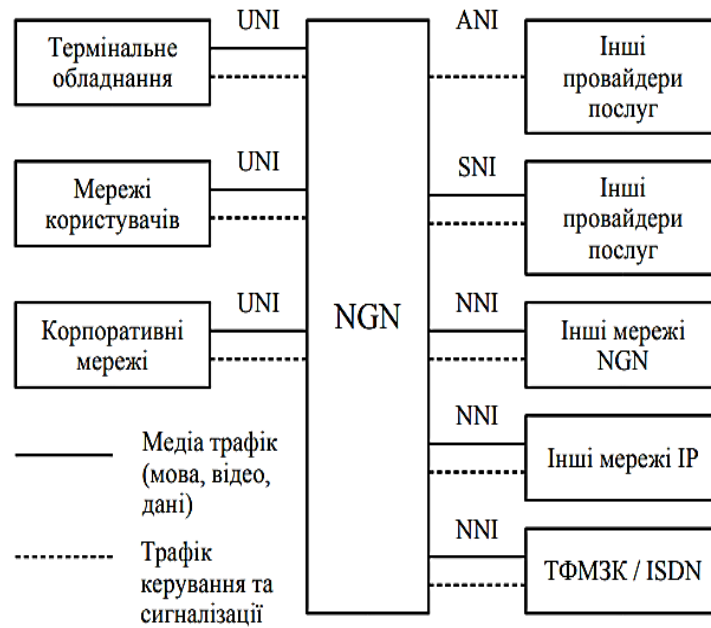 UNI
Термінальне
обладнання
UNI
Мережі
користувачів
UNI
Корпоративні
мережі
Медіа трафік
(мова, відео,
дані)
Трафік
керування та
сигналізації
NGN
ANI
Інші
провайдери
послуг
SNI
Інші
провайдери
послуг
NNI
Інші мережі
NGN
NNI
Інші мережі IP
NNI
ТФМЗК / ISDN